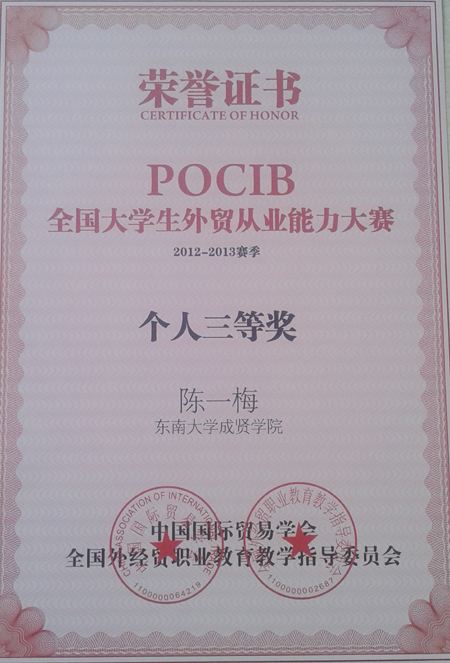 荣誉证书
CERTIFICATE OF HONOR
POCIB
全国大学生外贸从业能力大赛
2012-2013赛季
个人三等奖
陈一梅
东南大学成贤学院
中国国际贸易学会
全国外经贸职业教育教学指导委员会
1100000064219
1100000002687